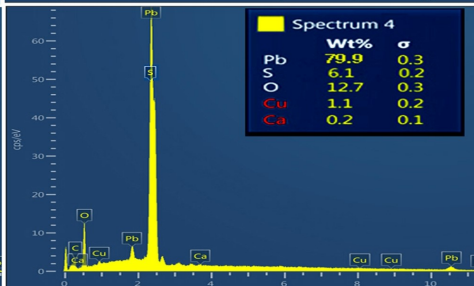 Spectrum 4
Wt% σ
Pb 79.9 0.3
S 6.1 0.2
O 12.7 0.3
Cu 1.1 0.2
Ca 0.2 0.1
cps/eV
60
50
40
30
20
10
0
Pb
S
O
C
Ca
Cu
Pb
Ca
Cu
Cu
Pb
0
2
4
6
8
10